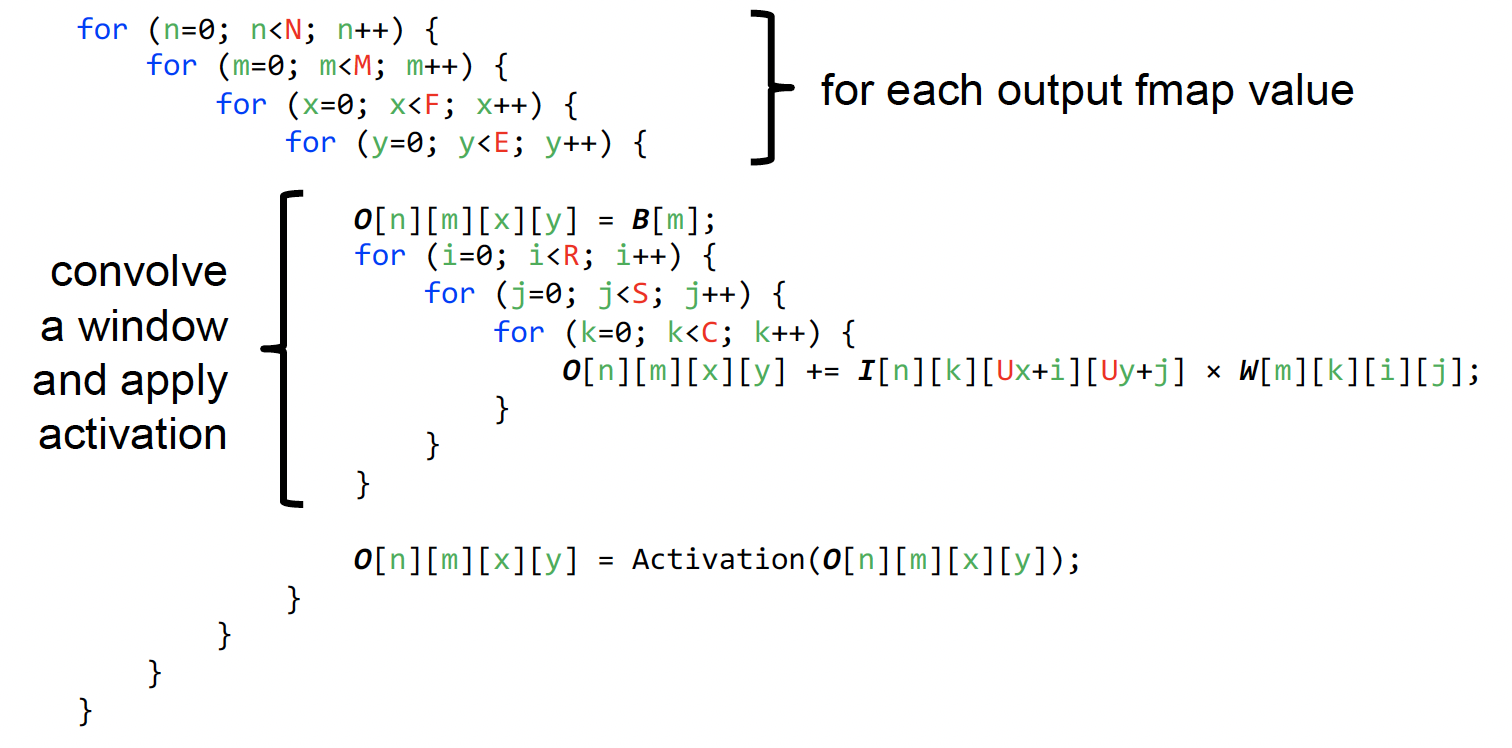 for (n=0; n<N; n++) {
for (m=0; m<M; m++) {
for (x=0; x<F; x++) {
for (y=0; y<E; y++) {
for each output fmap value
convolve
a window
and apply
activation
O[n][m][x][y] = B[m];
for (i=0; i<R; i++) {
for (j=0; j<S; j++) {
for (k=0; k<C; k++) {
O[n][m][x][y] += I[n][k][Ux+i][Uy+j] × W[m][k][i][j];
}
}
}
O[n][m][x][y] = Activation(O[n][m][x][y]);
}
}
}
}